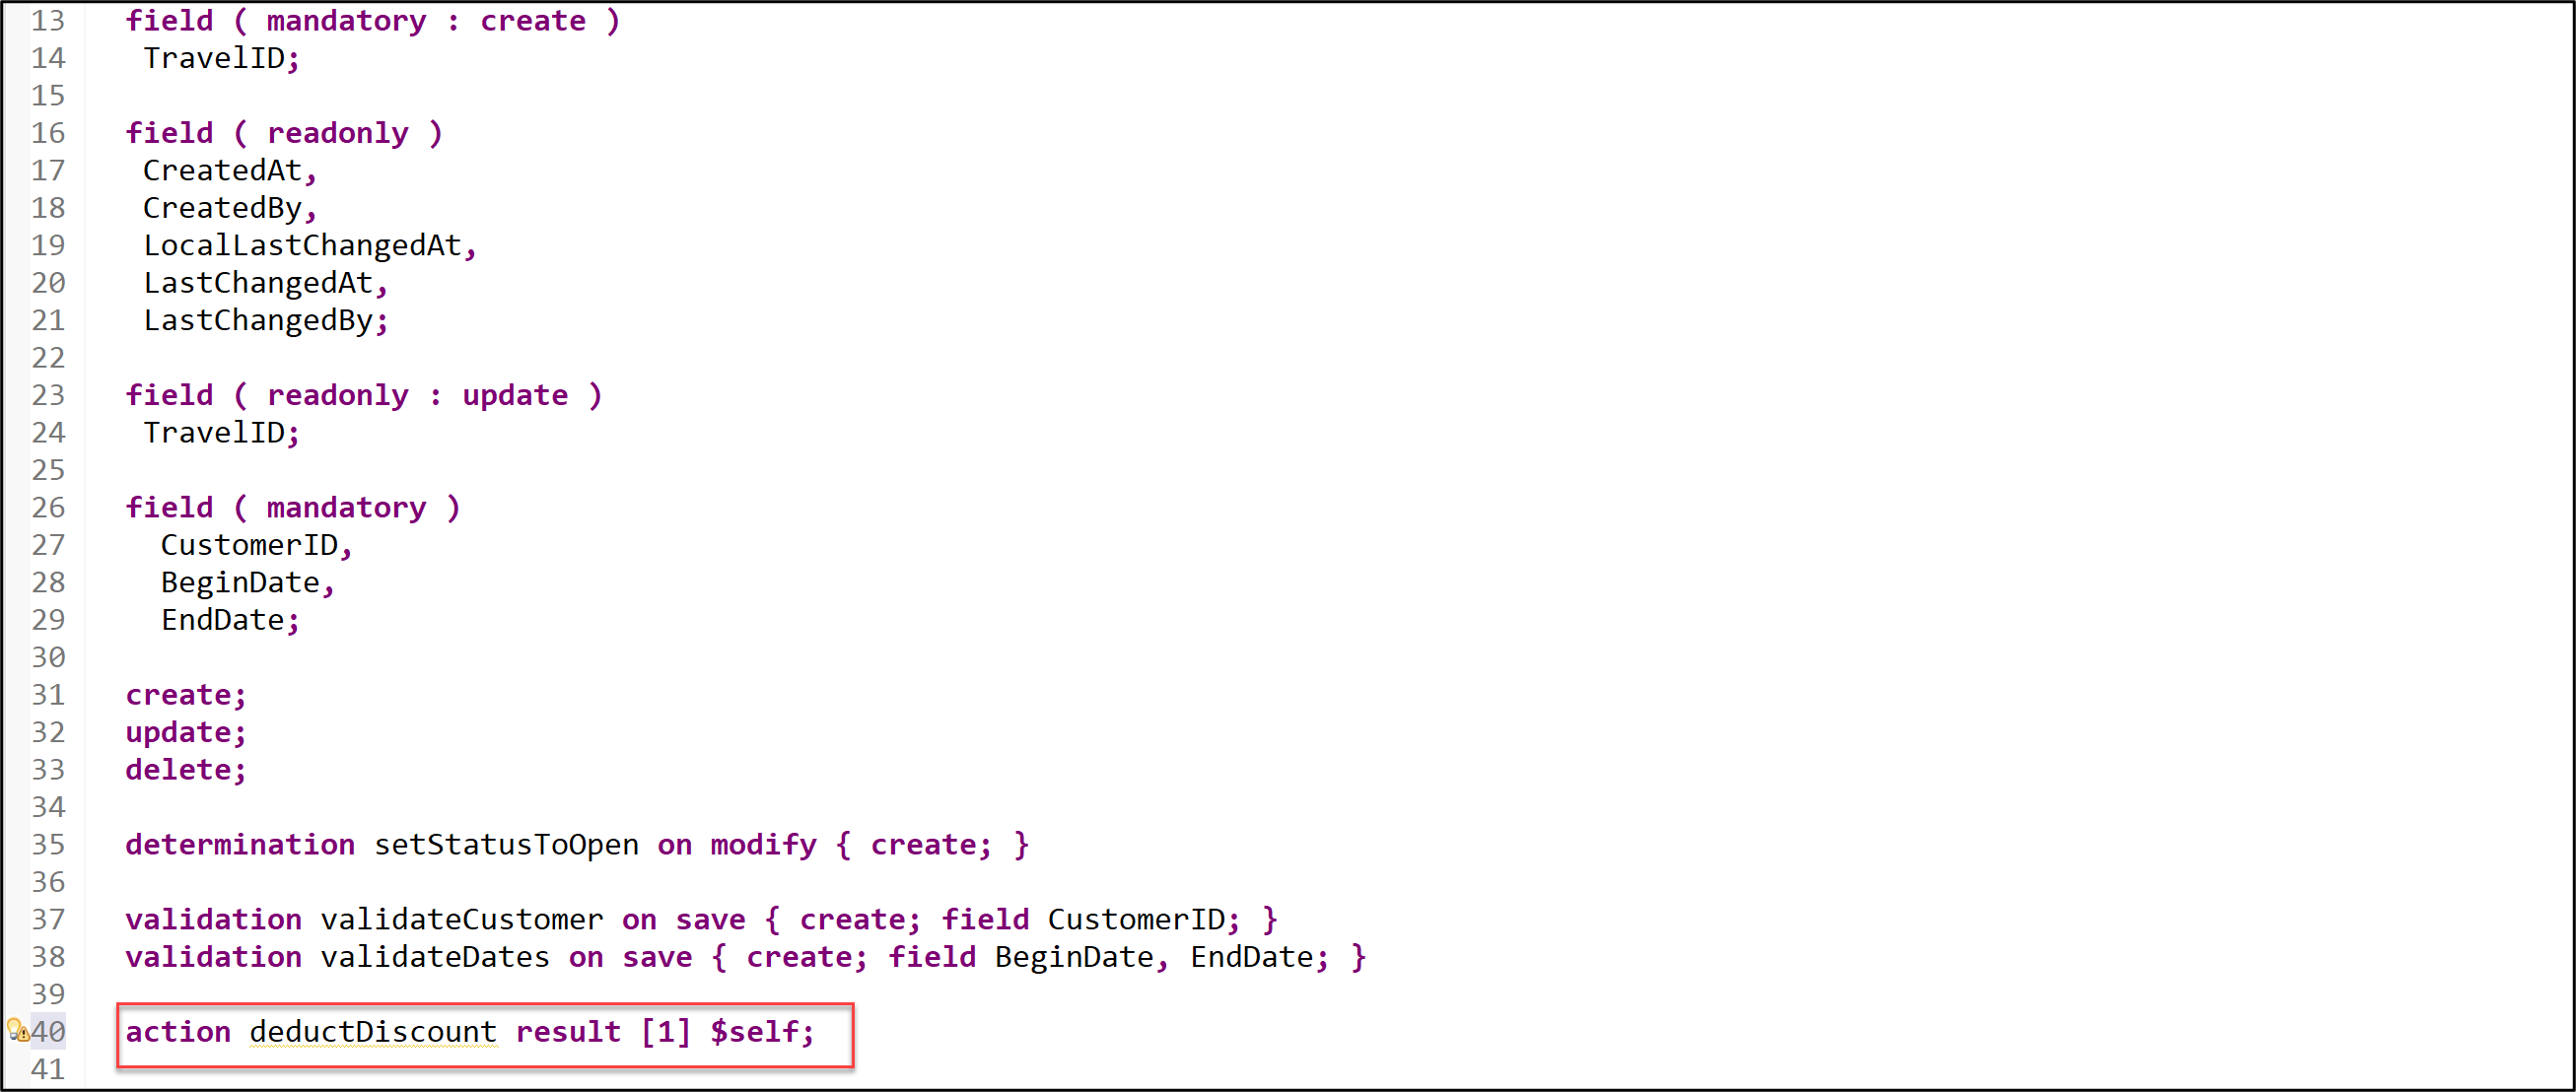 13 field ( mandatory : create )
14 TravelID;
15
16 field ( readonly )
17 CreatedAt,
18 CreatedBy,
19 LocalLastChangedAt,
20 LastChangedAt,
21 LastChangedBy;
22
23 field ( readonly : update )
24 TravelID;
25
26 field ( mandatory )
27 CustomerID,
28 BeginDate,
29 EndDate;
30
31 create;
32 update;
33 delete;
34
35 determination setStatusToOpen on modify { create; }
36
37 validation validateCustomer on save { create; field CustomerID; }
38 validation validateDates on save { create; field BeginDate, EndDate; }
39
40 action deductDiscount result [1] $self;
41